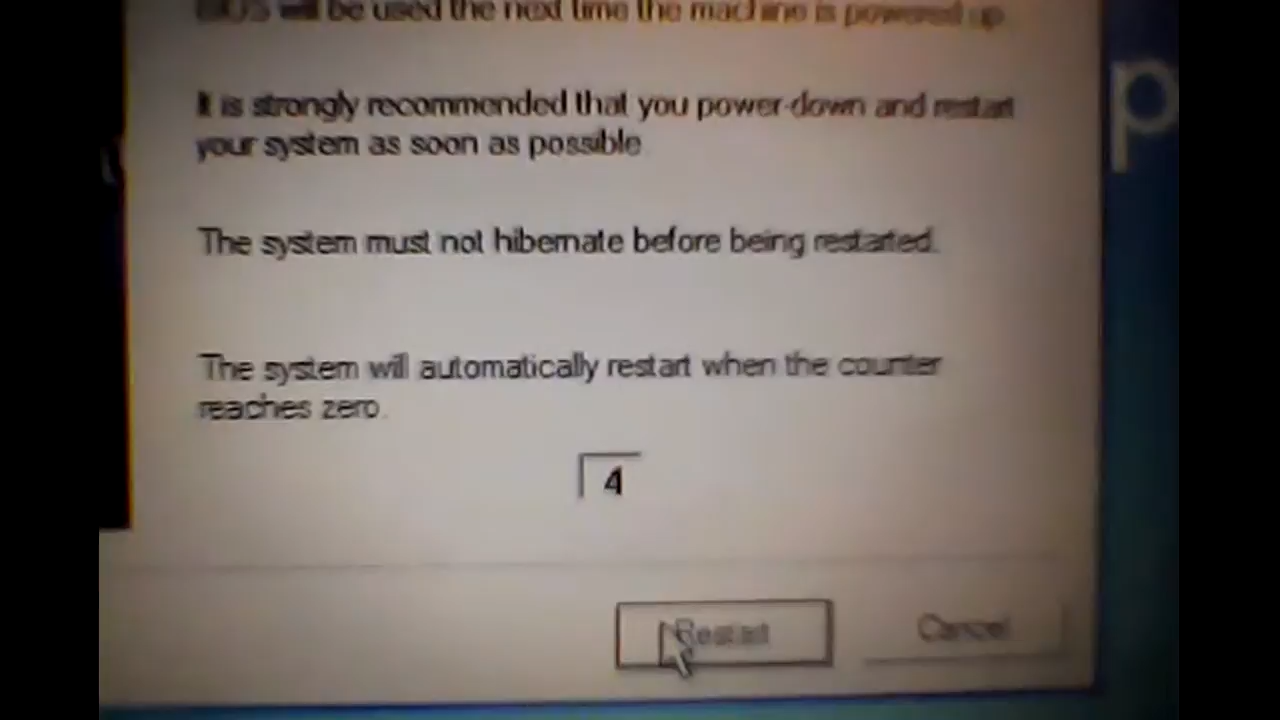 BIOS will be used the next time the machine is powered up
It is strongly recommended that you power-down and restart
your system as soon as possible
The system must not hibernate before being restarted.
The system will automatically restart when the counter
reaches zero.
4
Restart
Cancel
p